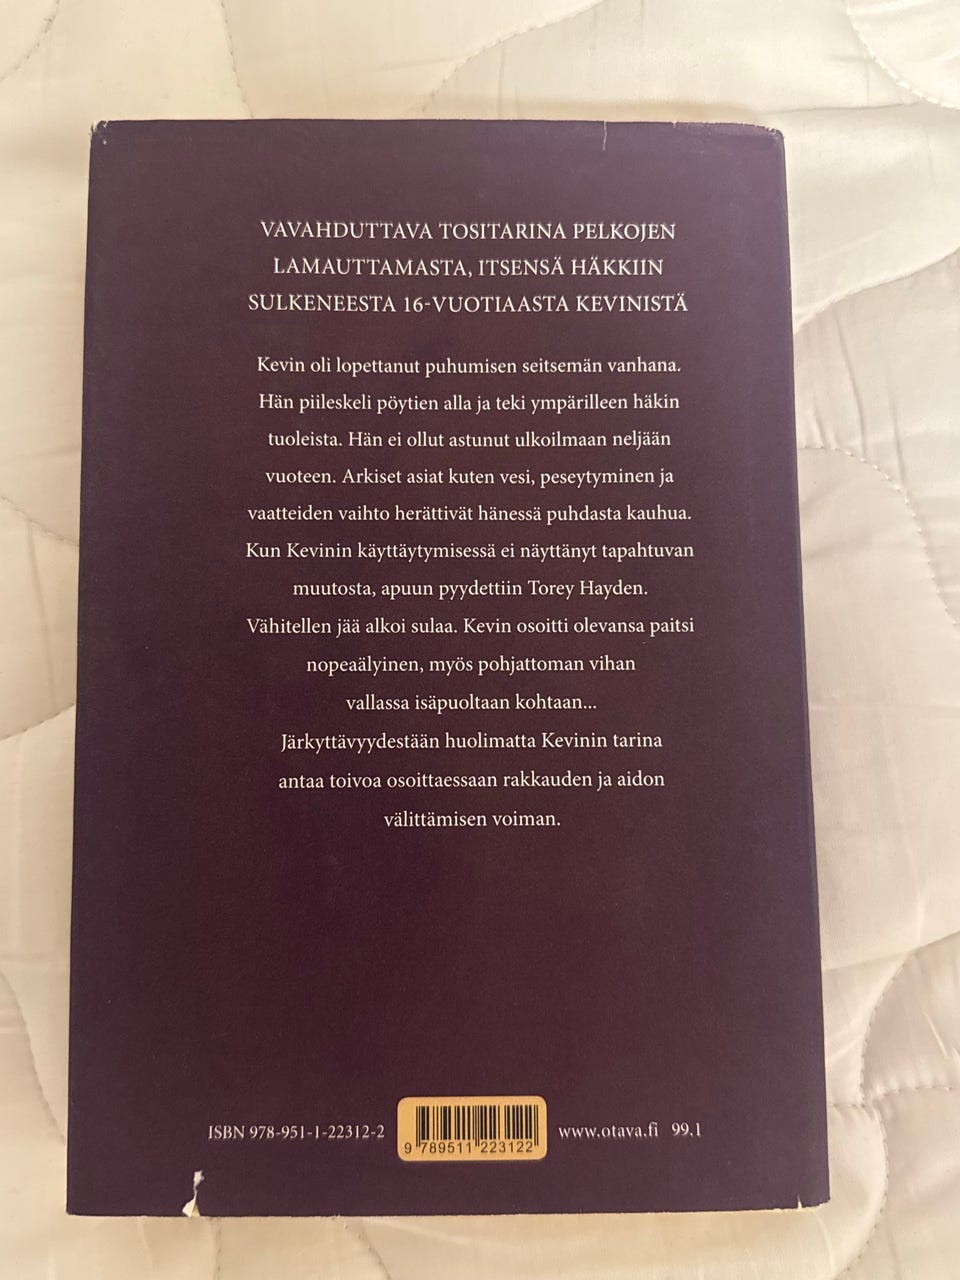 VAVAHDUTTAVA TOSITARINA PELKOJEN
LAMAUTTAMASTA, ITSENSÄ HÄKKIIN
SULKENEESTA 16-VUOTIAASTA KEVINISTÄ
Kevin oli lopettanut puhumisen seitsemän vanhana.
Hän piileskeli pöytien alla ja teki ympärilleen häkin
tuoleista. Hän ei ollut astunut ulkoilmaan neljään
vuoteen. Arkiset asiat kuten vesi, peseytyminen ja
vaatteiden vaihto herättivät hänessä puhdasta kauhua.
Kun Kevinin käyttäytymisessä ei näyttänyt tapahtuvan
muutosta, apuun pyydettiin Torey Hayden.
Vähitellen jää alkoi sulaa. Kevin osoitti olevansa paitsi
nopeaälyinen, myös pohjattoman vihan
vallassa isäpuoltaan kohtaan...
Järkyttävyydestään huolimatta Kevinin tarina
antaa toivoa osoittaessaan rakkauden ja aidon
välittämisen voiman.
ISBN 978-951-1-22312-2
9 789511 223122
www.otava.fi 99.1